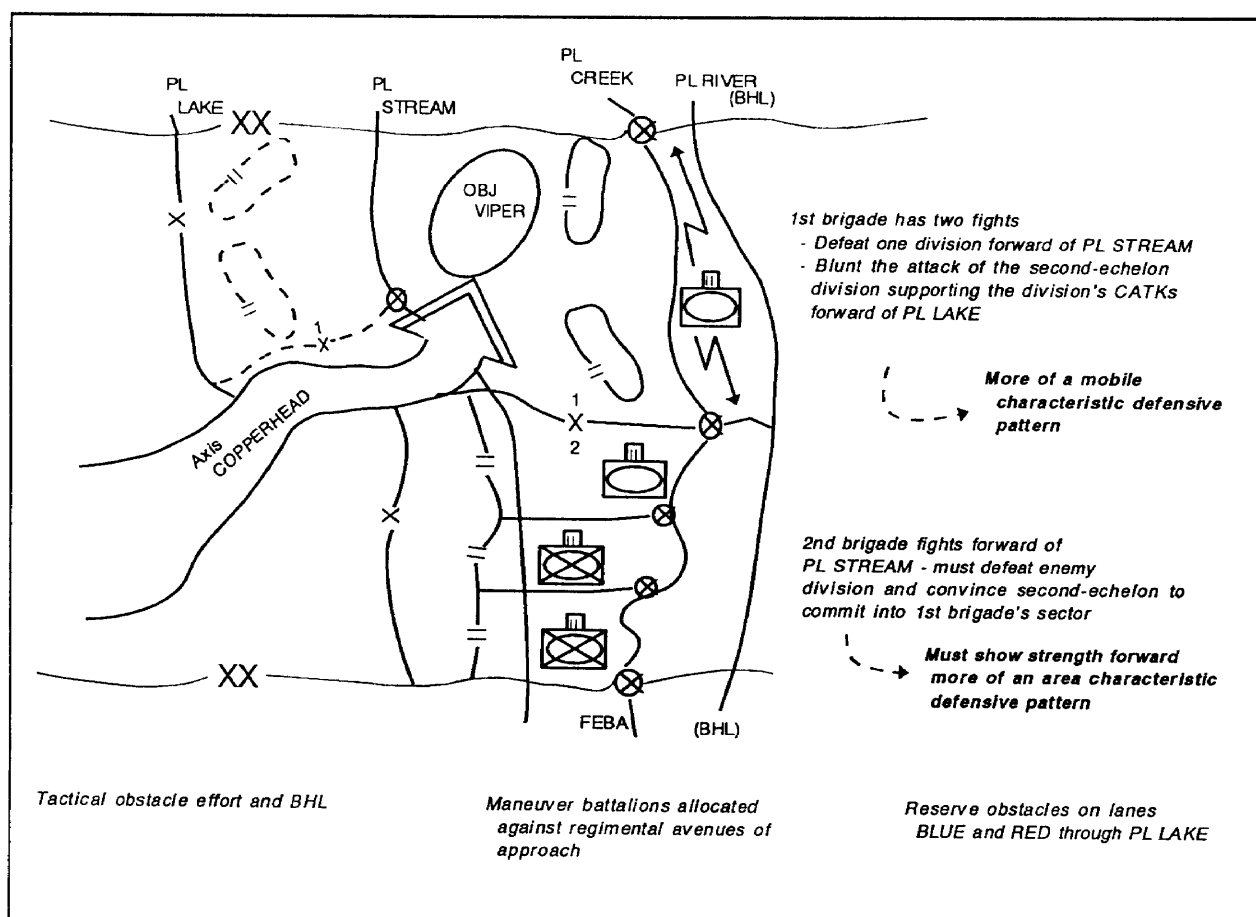 PL
LAKE
XX
PL
STREAM
PL
CREEK
PL RIVER
(BHL)
OBJ
VIPER
X
1
X
Axis
COPPERHEAD
1
X
2
X
XX
FEBA
(BHL)
1st brigade has two fights
- Defeat one division forward of PL STREAM
- Blunt the attack of the second-echelon
division supporting the division's CATKs
forward of PL LAKE
More of a mobile
characteristic defensive
pattern
2nd brigade fights forward of
PL STREAM - must defeat enemy
division and convince second-echelon to
commit into 1st brigade's sector
Must show strength forward
more of an area characteristic
defensive pattern
Tactical obstacle effort and BHL
Maneuver battalions allocated
against regimental avenues of
approach
Reserve obstacles on lanes
BLUE and RED through PL LAKE